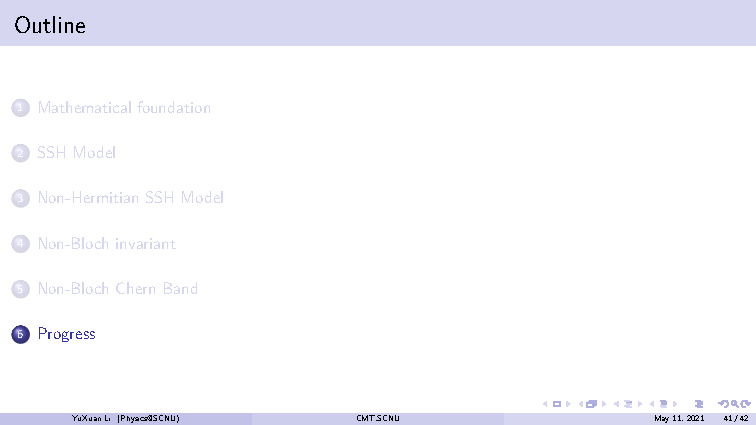 Outline
1 Mathematical foundation
2 SSH Model
3 Non-Hermitian SSH Model
4 Non-Bloch invariant
5 Non-Bloch Chern Band
6 Progress
YuXuan Li (Physics@SCNU) CMT.SCNU May 11, 2021 41 / 42